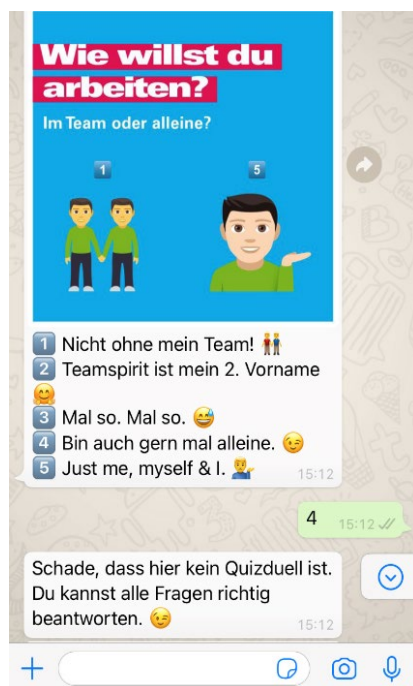 Wie willst du
arbeiten?
Im Team oder alleine?
1 5
1 Nicht ohne mein Team! 👬
2 Teamspirit ist mein 2. Vorname
🤗
3 Mal so. Mal so. 😅
4 Bin auch gern mal alleine. 😉
5 Just me, myself & I. 💁‍♂️
15:12
4 15:12
Schade, dass hier kein Quizduell ist.
Du kannst alle Fragen richtig
beantworten. 😉
15:12